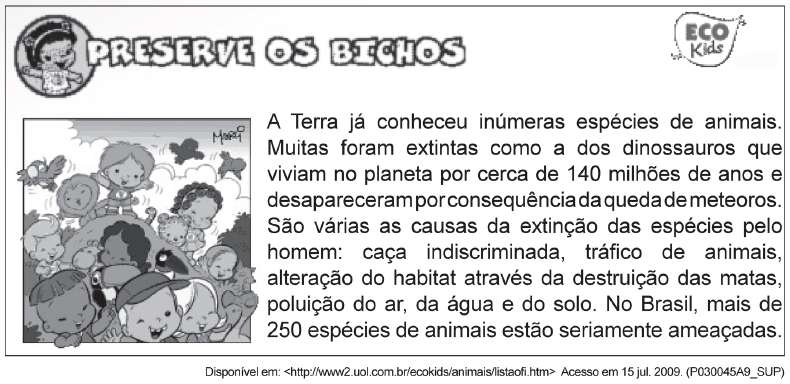 PRESERVE OS BICHOS
ECO
Kids
A Terra já conheceu inúmeras espécies de animais.
Muitas foram extintas como a dos dinossauros que
viviam no planeta por cerca de 140 milhões de anos e
desapareceram por consequência da queda de meteoros.
São várias as causas da extinção das espécies pelo
homem: caça indiscriminada, tráfico de animais,
alteração do habitat através da destruição das matas,
poluição do ar, da água e do solo. No Brasil, mais de
250 espécies de animais estão seriamente ameaçadas.
Disponível em: <http://www2.uol.com.br/ecokids/animais/listaofi.htm> Acesso em 15 jul. 2009. (P030045A9_SUP)